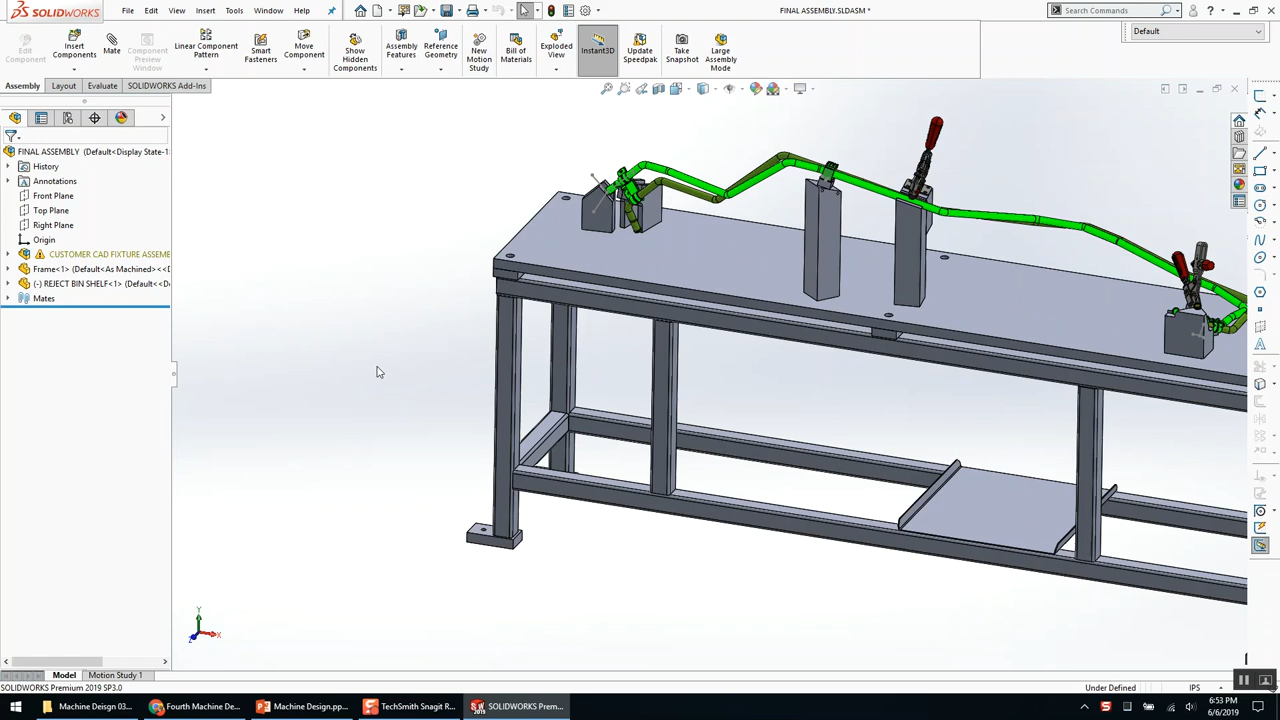 SOLIDWORKS File Edit View Insert Tools Window Help FINAL ASSEMBLY.SLDASM * Search Commands
Edit Component
Insert Components
Mate
Component Preview Window
Linear Component Pattern
Smart Fasteners
Move Component
Show Hidden Components
Assembly Features
Reference Geometry
New Motion Study
Bill of Materials
Exploded View
Instant3D
Update Speedpak
Take Snapshot
Large Assembly Mode
Default
Assembly Layout Evaluate SOLIDWORKS Add-Ins
FINAL ASSEMBLY (Default<Display State-1
History
Annotations
Front Plane
Top Plane
Right Plane
Origin
CUSTOMER CAD FIXTURE ASSEME
Frame<1> (Default<As Machined><<D
(-) REJECT BIN SHELF<1> (Default<<D
Mates
Y
X
Z
Model Motion Study 1
SOLIDWORKS Premium 2019 SP3.0 Under Defined IPS
Machine Deisgn 03... Fourth Machine De... Machine Design.pp... TechSmith Snagit R... SOLIDWORKS Prem... 6:53 PM
6/6/2019